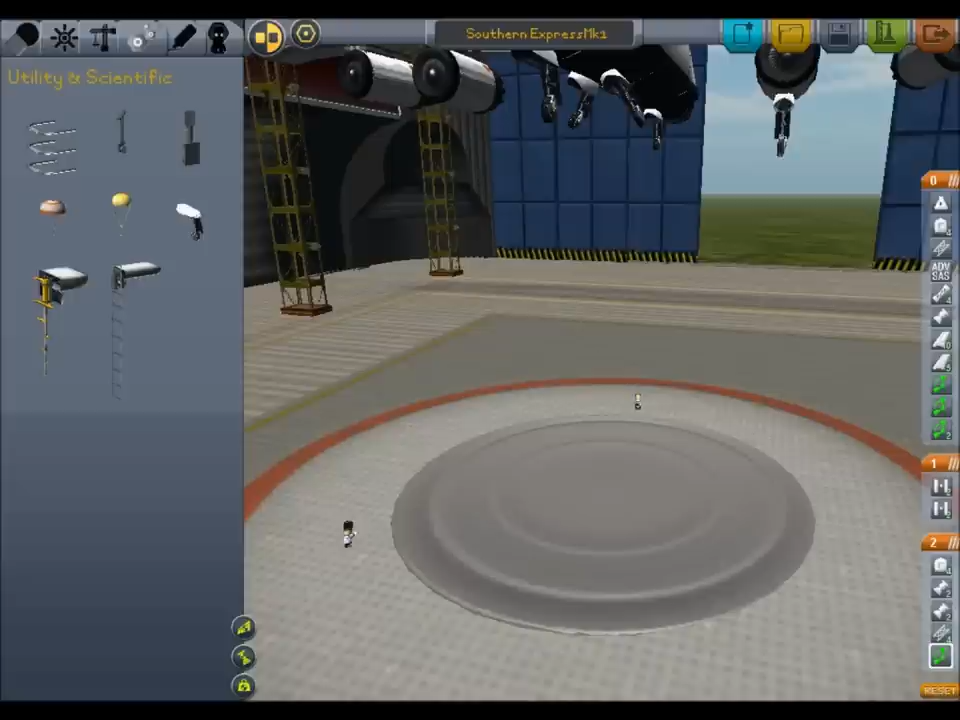 Southern ExpressMk1
Utility & Scientific
0
ADV
SAS
1
2
RESET